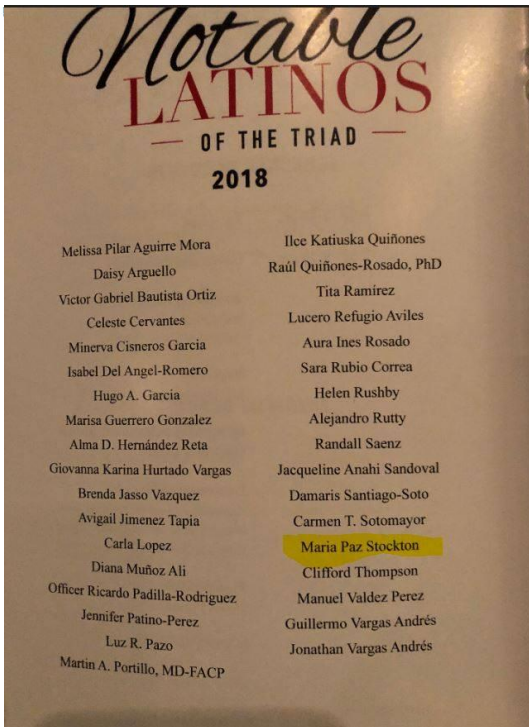 Notable
LATINOS
OF THE TRIAD
2018
Melissa Pilar Aguirre Mora
Daisy Arguello
Victor Gabriel Bautista Ortiz
Celeste Cervantes
Minerva Cisneros Garcia
Isabel Del Angel-Romero
Hugo A. Garcia
Marisa Guerrero Gonzalez
Alma D. Hernández Reta
Giovanna Karina Hurtado Vargas
Brenda Jasso Vazquez
Avigail Jimenez Tapia
Carla Lopez
Diana Muñoz Ali
Officer Ricardo Padilla-Rodriguez
Jennifer Patino-Perez
Luz R. Pazo
Martin A. Portillo, MD-FACP
Ilce Katiuska Quiñones
Raúl Quiñones-Rosado, PhD
Tita Ramírez
Lucero Refugio Aviles
Aura Ines Rosado
Sara Rubio Correa
Helen Rushby
Alejandro Rutty
Randall Saenz
Jacqueline Anahi Sandoval
Damaris Santiago-Soto
Carmen T. Sotomayor
Maria Paz Stockton
Clifford Thompson
Manuel Valdez Perez
Guillermo Vargas Andrés
Jonathan Vargas Andrés